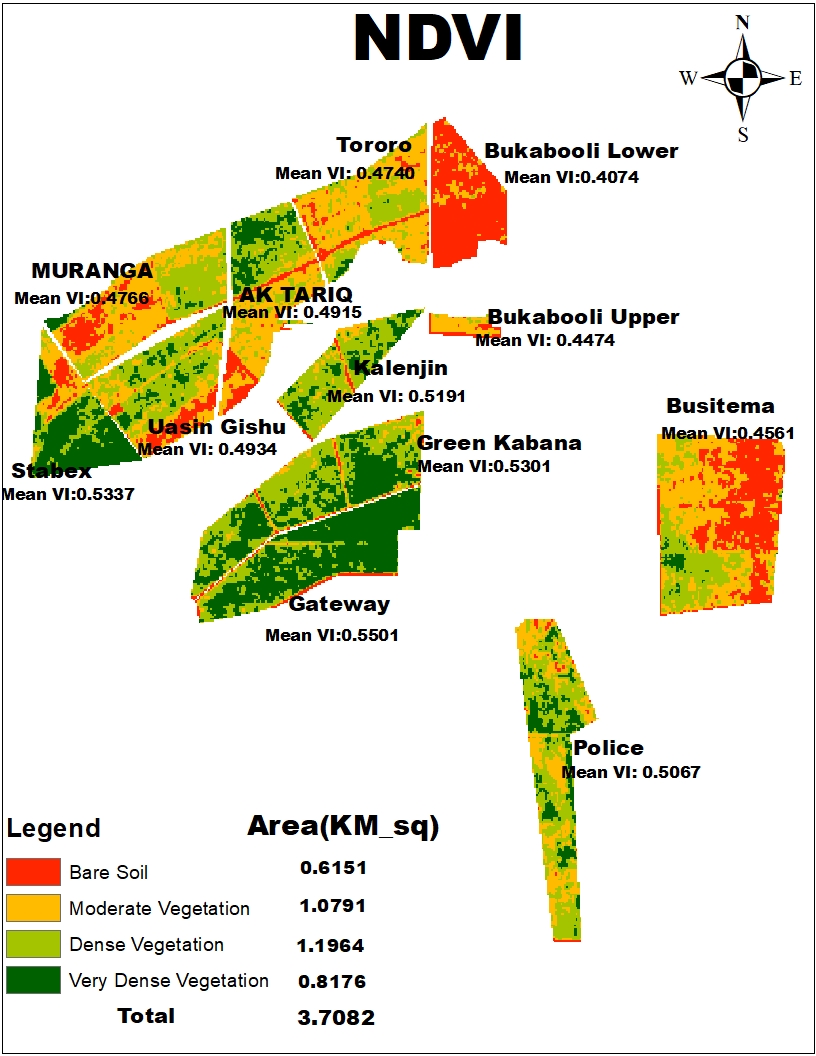 NDVI
N
W E
S
Tororo
Mean VI: 0.4740
Bukabooli Lower
Mean VI:0.4074
MURANGA
Mean VI:0.4766
AK TARIQ
Mean VI: 0.4915
Bukabooli Upper
Mean VI: 0.4474
Kalenjin
Mean VI: 0.5191
Uasin Gishu
Mean VI: 0.4934
Green Kabana
Mean VI:0.5301
Busitema
Mean VI:0.4561
Stabex
Mean VI:0.5337
Gateway
Mean VI:0.5501
Police
Mean VI: 0.5067
Legend Area(KM_sq)
Bare Soil 0.6151
Moderate Vegetation 1.0791
Dense Vegetation 1.1964
Very Dense Vegetation 0.8176
Total 3.7082